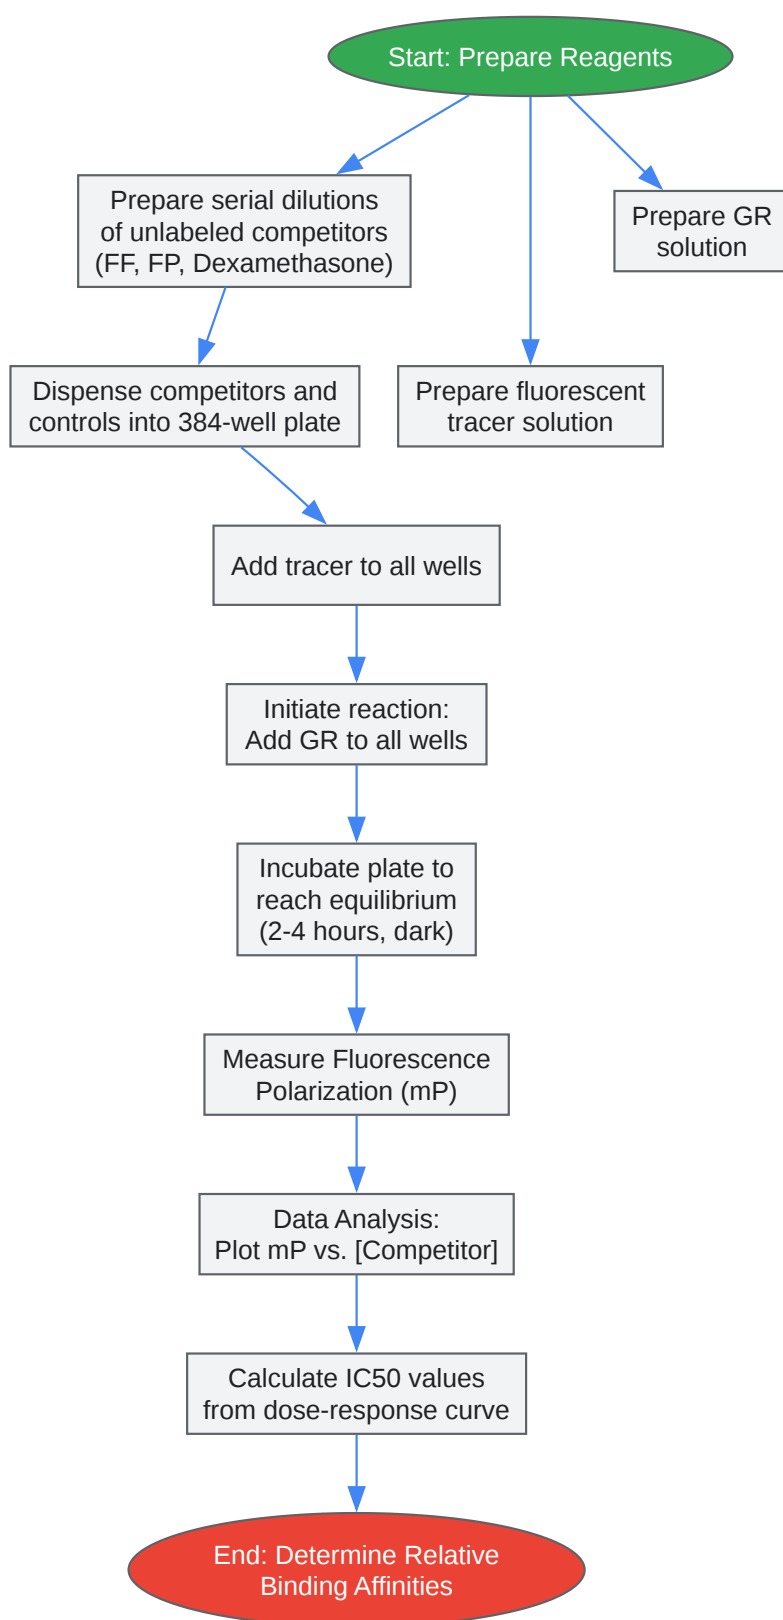 Start: Prepare Reagents
Prepare serial dilutions
of unlabeled competitors
(FF, FP, Dexamethasone)
Prepare GR
solution
Dispense competitors and
controls into 384-well plate
Prepare fluorescent
tracer solution
Add tracer to all wells
Initiate reaction:
Add GR to all wells
Incubate plate to
reach equilibrium
(2-4 hours, dark)
Measure Fluorescence
Polarization (mP)
Data Analysis:
Plot mP vs. [Competitor]
Calculate IC50 values
from dose-response curve
End: Determine Relative
Binding Affinities